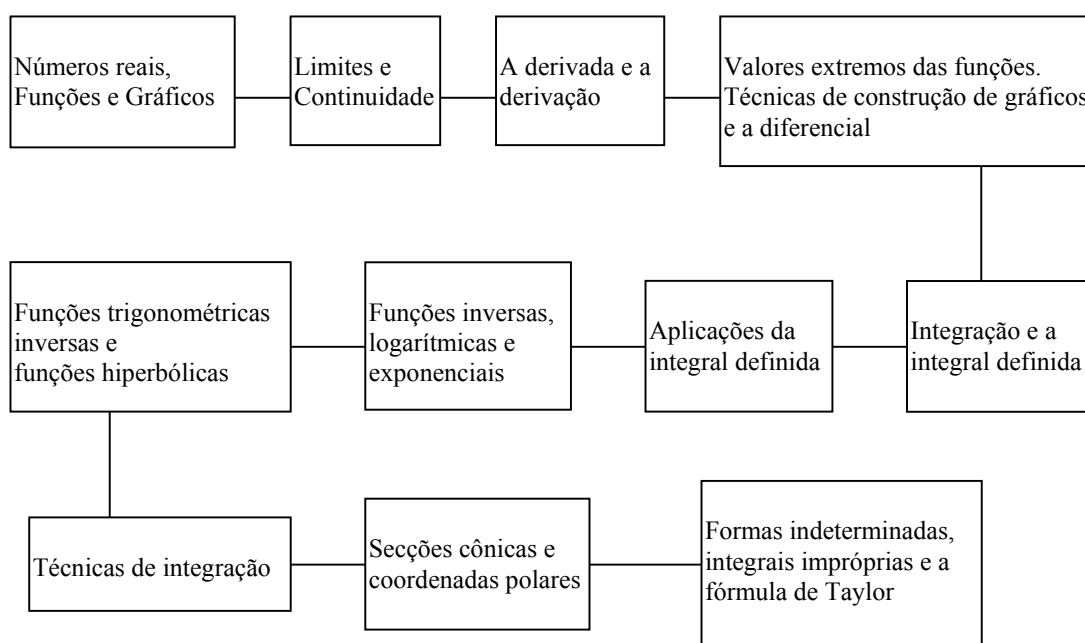 Números reais,
Funções e Gráficos
Limites e
Continuidade
A derivada e a
derivação
Valores extremos das funções.
Técnicas de construção de gráficos
e a diferencial
Funções trigonométricas
inversas e
funções hiperbólicas
Funções inversas,
logarítmicas e
exponenciais
Aplicações da
integral definida
Integração e a
integral definida
Técnicas de integração
Secções cônicas e
coordenadas polares
Formas indeterminadas,
integrais impróprias e a
fórmula de Taylor